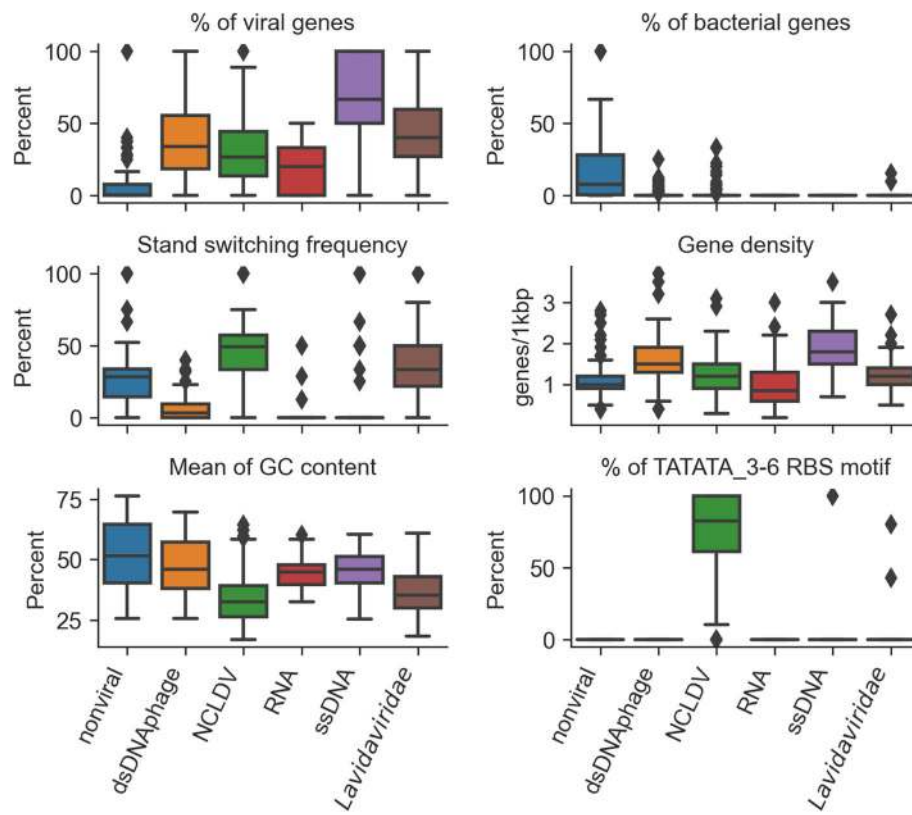 % of viral genes
% of bacterial genes
Percent
100
50
0
Percent
100
50
0
Stand switching frequency
Gene density
Percent
100
50
0
genes/1kbp
3
2
1
Mean of GC content
% of TATATA_3-6 RBS motif
Percent
75
50
25
Percent
100
50
0
nonviral
dsDNAphage
NCLDV
RNA
ssDNA
Lavidaviridae
nonviral
dsDNAphage
NCLDV
RNA
ssDNA
Lavidaviridae